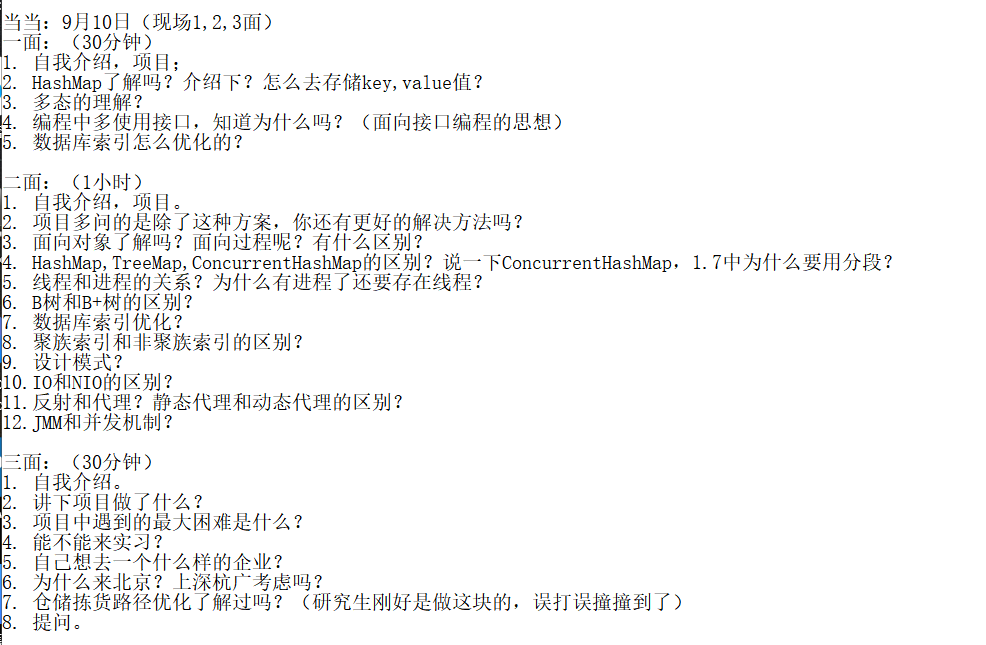 当当：9月10日（现场1,2,3面）
一面：（30分钟）
1. 自我介绍，项目；
2. HashMap了解吗？介绍下？怎么去存储key,value值？
3. 多态的理解？
4. 编程中多使用接口，知道为什么吗？（面向接口编程的思想）
5. 数据库索引怎么优化的？
二面：（1小时）
1. 自我介绍，项目。
2. 项目多问的是除了这种方案，你还有更好的解决方法吗？
3. 面向对象了解吗？面向过程呢？有什么区别？
4. HashMap,TreeMap,ConcurrentHashMap的区别？说一下ConcurrentHashMap，1.7中为什么要用分段？
5. 线程和进程的关系？为什么有进程了还要存在线程？
6. B树和B+树的区别？
7. 数据库索引优化？
8. 聚族索引和非聚族索引的区别？
9. 设计模式？
10.IO和NIO的区别？
11.反射和代理？静态代理和动态代理的区别？
12.JMM和并发机制？
三面：（30分钟）
1. 自我介绍。
2. 讲下项目做了什么？
3. 项目中遇到的最大困难是什么？
4. 能不能来实习？
5. 自己想去一个什么样的企业？
6. 为什么来北京？上深杭广考虑吗？
7. 仓储拣货路径优化了解过吗？（研究生刚好是做这块的，误打误撞撞到了）
8. 提问。